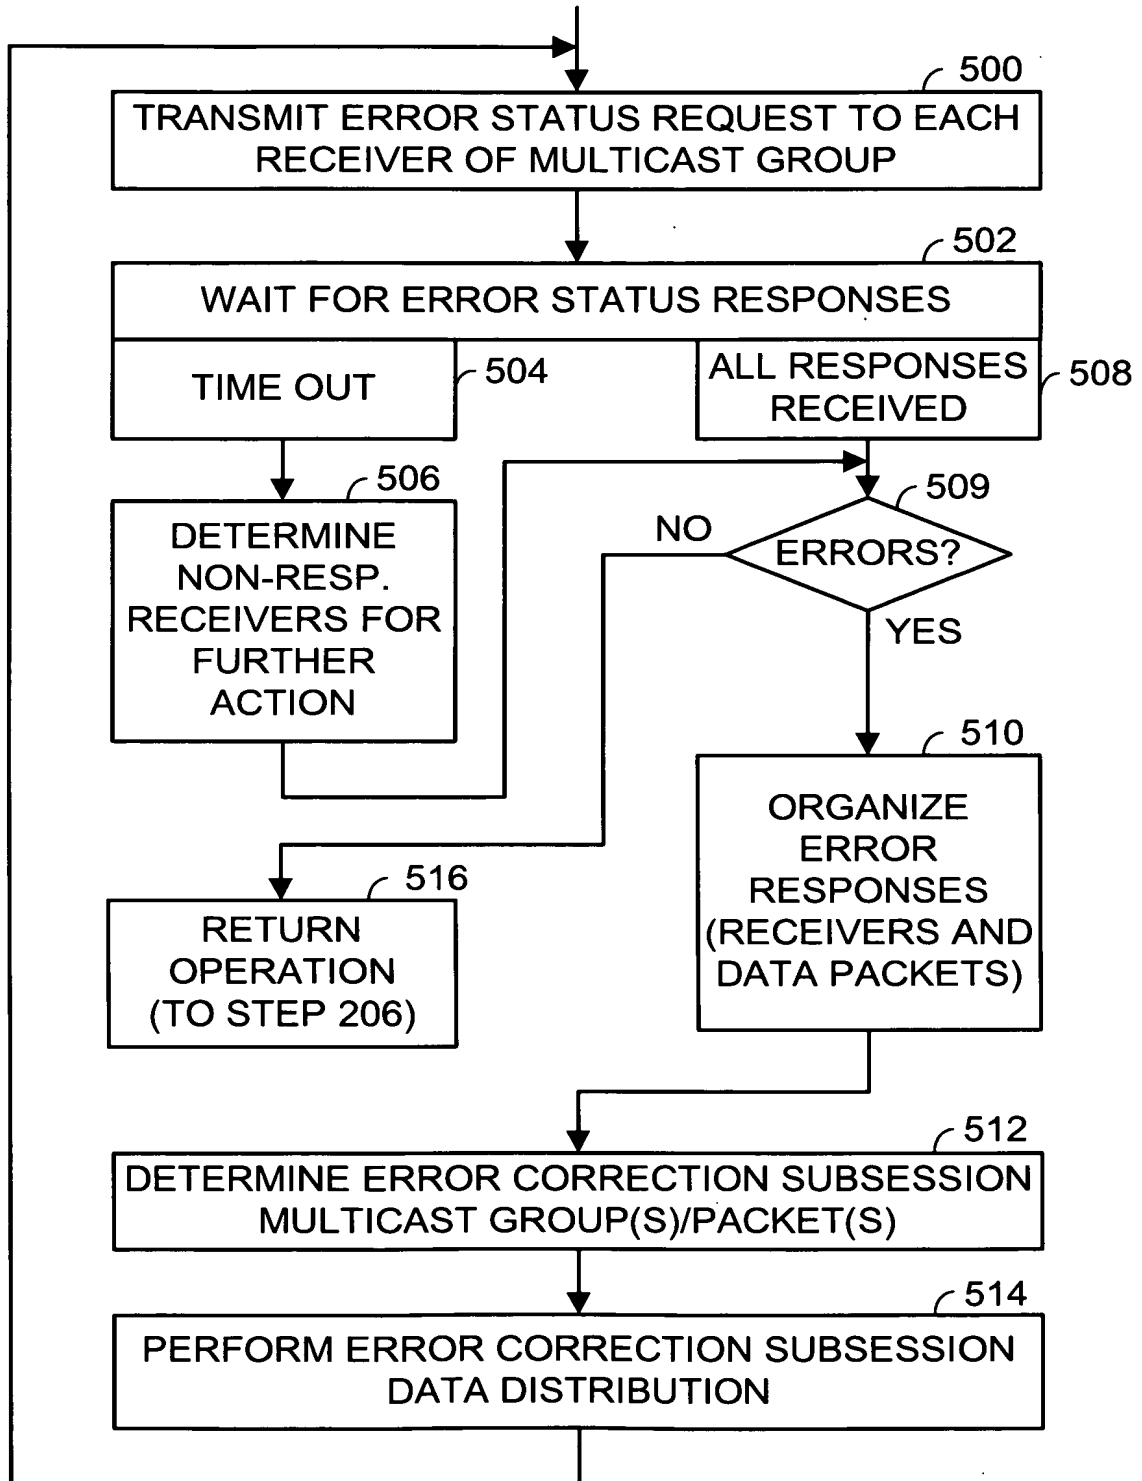 500
TRANSMIT ERROR STATUS REQUEST TO EACH
RECEIVER OF MULTICAST GROUP
502
WAIT FOR ERROR STATUS RESPONSES
TIME OUT
504
ALL RESPONSES
RECEIVED
508
506
DETERMINE
NON-RESP.
RECEIVERS FOR
FURTHER
ACTION
509
ERRORS?
NO
YES
510
ORGANIZE
ERROR
RESPONSES
(RECEIVERS AND
DATA PACKETS)
516
RETURN
OPERATION
(TO STEP 206)
512
DETERMINE ERROR CORRECTION SUBSESSION
MULTICAST GROUP(S)/PACKET(S)
514
PERFORM ERROR CORRECTION SUBSESSION
DATA DISTRIBUTION